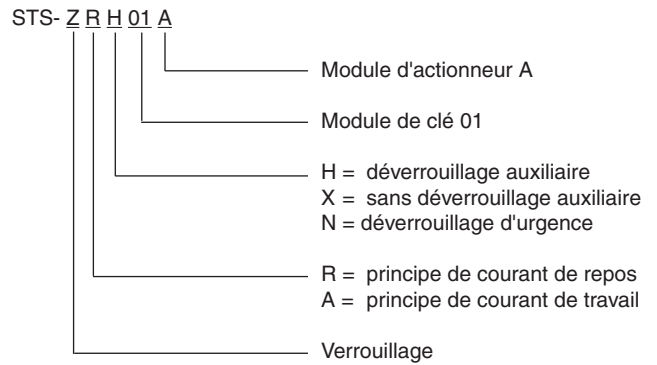 STS- Z R H 01 A
Module d'actionneur A
Module de clé 01
H = déverrouillage auxiliaire
X = sans déverrouillage auxiliaire
N = déverrouillage d'urgence
R = principe de courant de repos
A = principe de courant de travail
Verrouillage